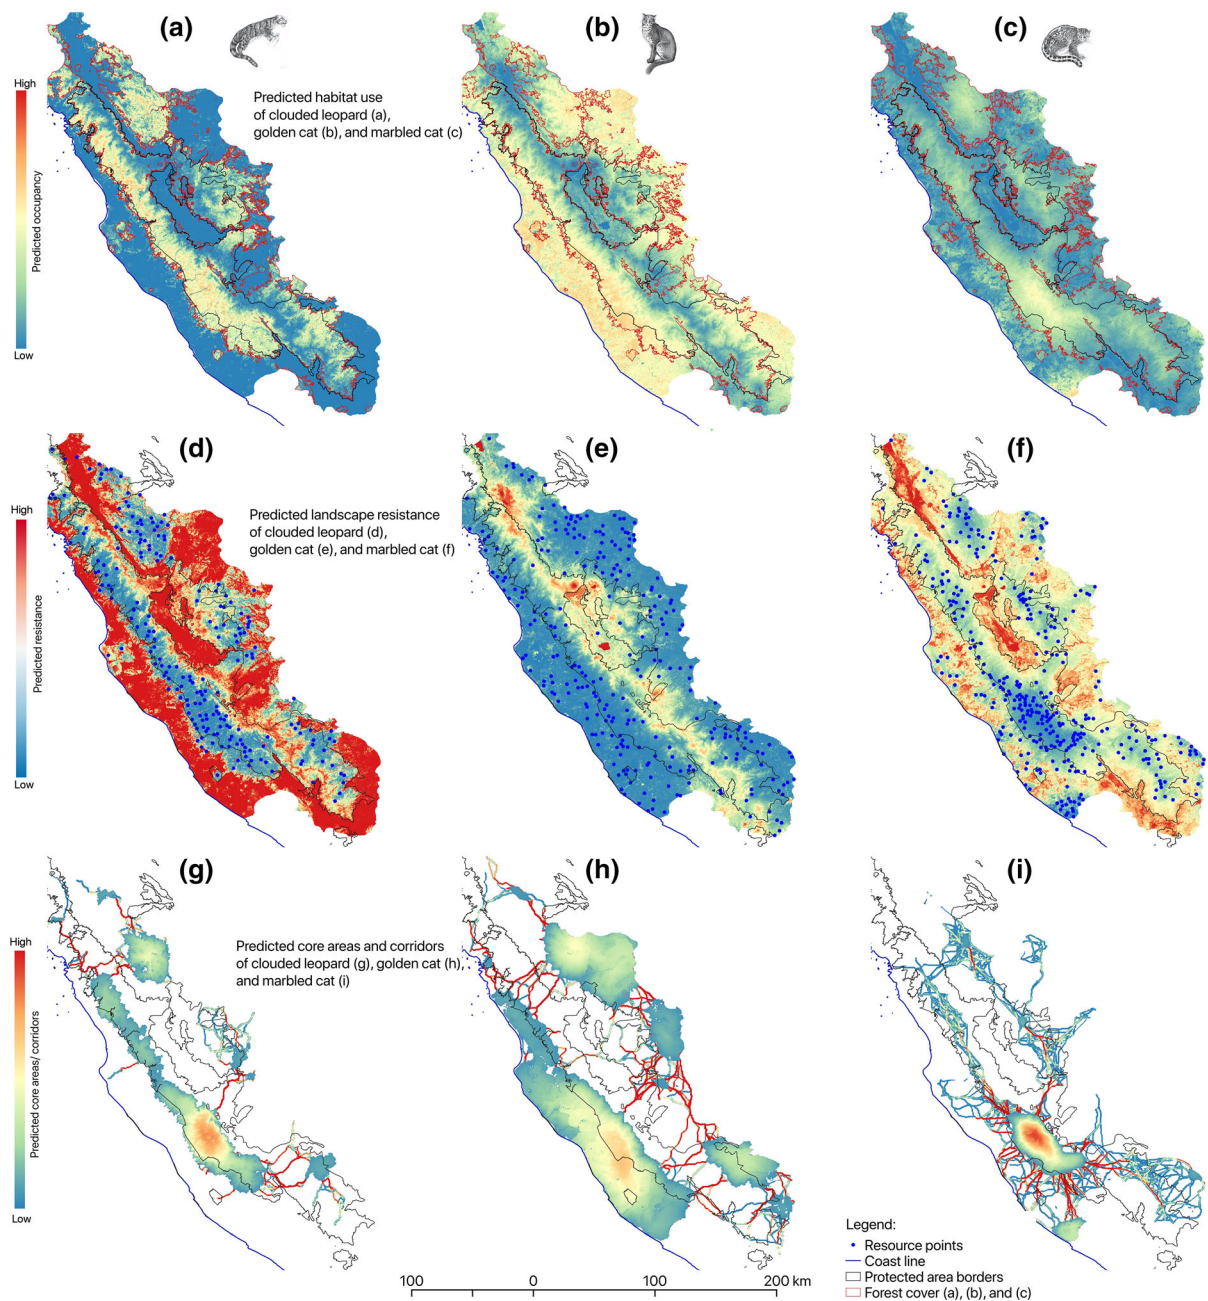 (a)
(b)
(c)
High
Predicted occupancy
Low
Predicted habitat use
of clouded leopard (a),
golden cat (b), and marbled cat (c)
(d)
(e)
(f)
High
Predicted resistance
Low
Predicted landscape resistance
of clouded leopard (d),
golden cat (e), and marbled cat (f)
(g)
(h)
(i)
High
Predicted core areas/ corridors
Low
Predicted core areas and corridors
of clouded leopard (g), golden cat (h),
and marbled cat (i)
Legend:
Resource points
Coast line
Protected area borders
Forest cover (a), (b), and (c)
100 0 100 200 km